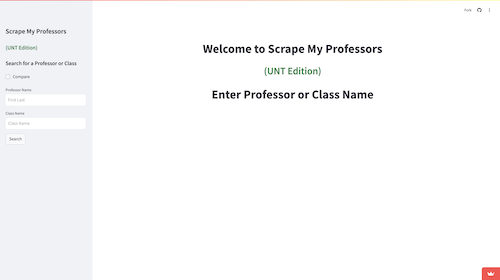 Fork
Scrape My Professors
(UNT Edition)
Search for a Professor or Class
Compare
Professor Name
First Last
Class Name
Class Name
Search
Welcome to Scrape My Professors
(UNT Edition)
Enter Professor or Class Name